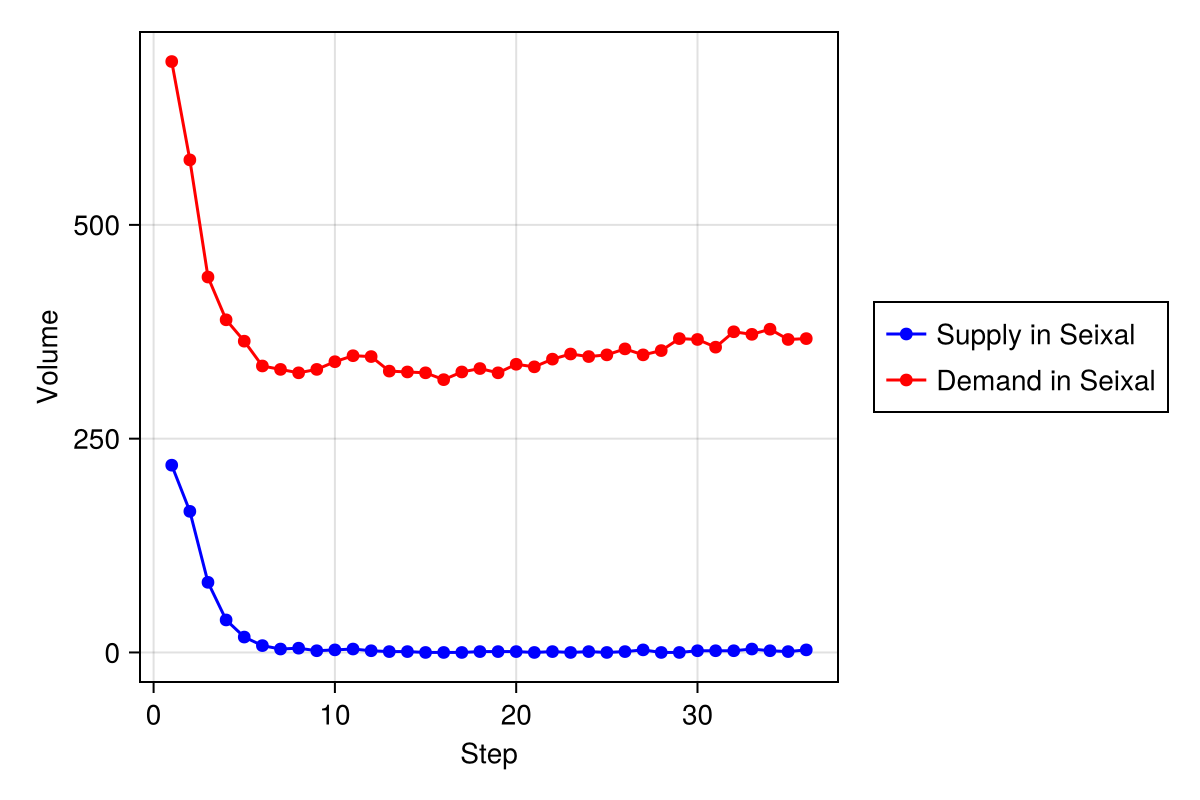 Volume
500
250
0
0 10 20 30
Step
Supply in Seixal
Demand in Seixal